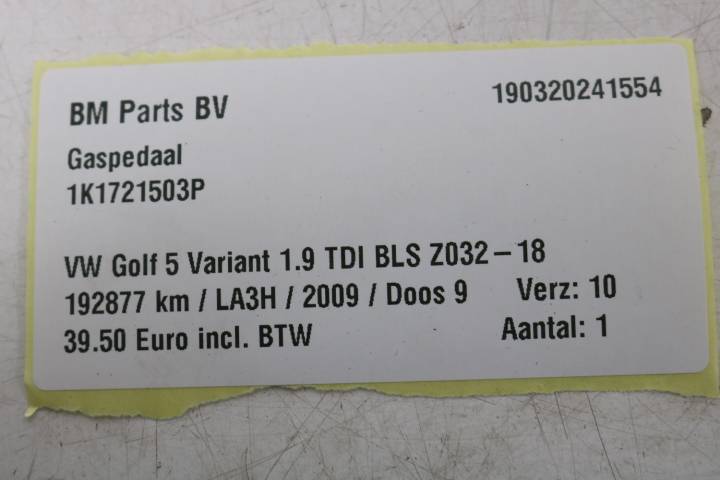 BM Parts BV 190320241554
Gaspedaal
1K1721503P
VW Golf 5 Variant 1.9 TDI BLS Z032-18
192877 km / LA3H / 2009 / Doos 9 Verz: 10
39.50 Euro incl. BTW Aantal: 1